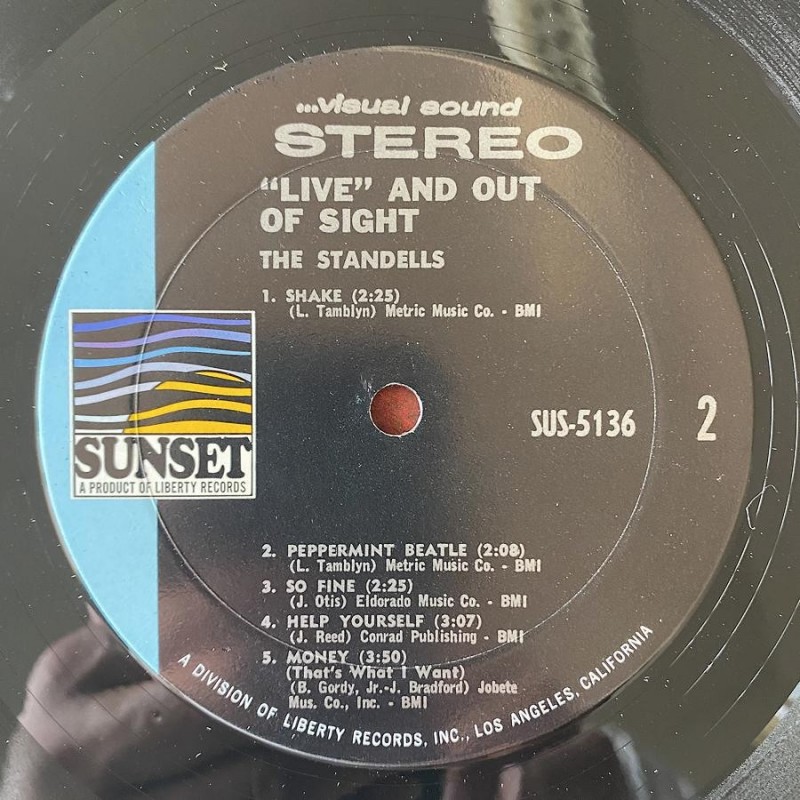 ...visual sound
STEREO
“LIVE” AND OUT
OF SIGHT
THE STANDELLS
1. SHAKE (2:25)
(L. Tamblyn) Metric Music Co. - BMI
SUS-5136
2
SUNSET
A PRODUCT OF LIBERTY RECORDS
2. PEPPERMINT BEATLE (2:08)
(L. Tamblyn) Metric Music Co. - BMI
3. SO FINE (2:25)
(J. Otis) Eldorado Music Co. - BMI
4. HELP YOURSELF (3:07)
(J. Reed) Conrad Publishing - BMI
5. MONEY (3:50)
(That's What I Want)
(B. Gordy, Jr.-J. Bradford) Jobete
Mus. Co., Inc. - BMI
A DIVISION OF LIBERTY RECORDS, INC., LOS ANGELES, CALIFORNIA